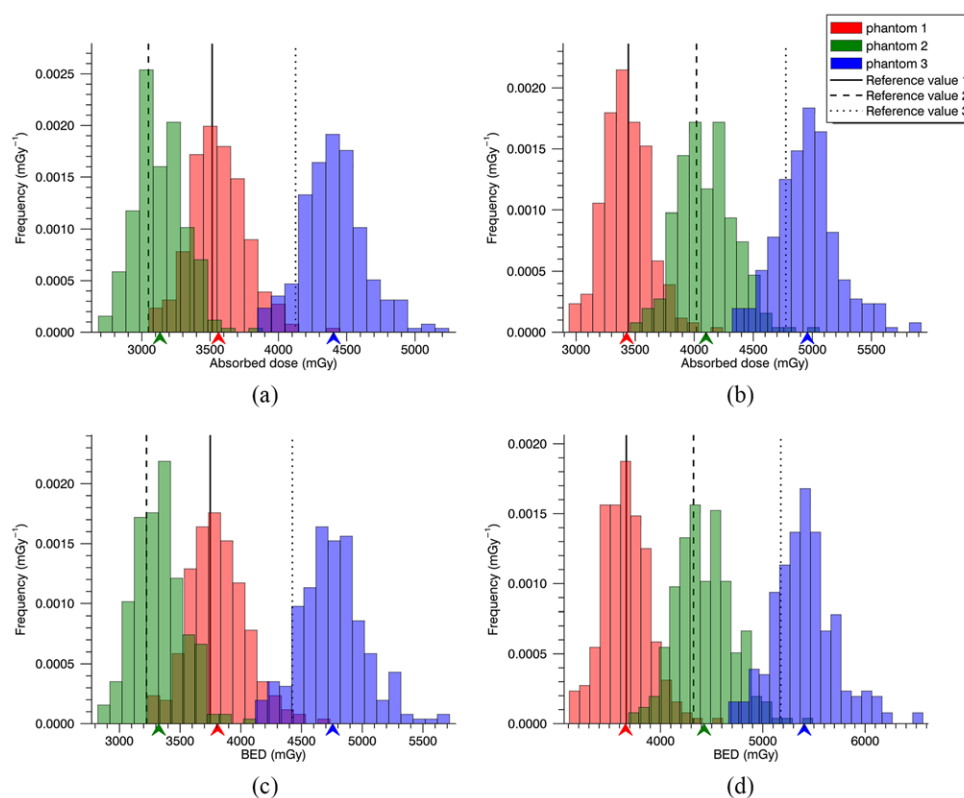 phantom 1
phantom 2
phantom 3
Reference value 1
Reference value 2
Reference value 3
Frequency (mGy⁻¹)
0.0025
0.0020
0.0015
0.0010
0.0005
0.0000
3000 3500 4000 4500 5000
Absorbed dose (mGy)
(a)
Frequency (mGy⁻¹)
0.0020
0.0015
0.0010
0.0005
0.0000
3000 3500 4000 4500 5000 5500
Absorbed dose (mGy)
(b)
Frequency (mGy⁻¹)
0.0020
0.0015
0.0010
0.0005
0.0000
3000 3500 4000 4500 5000 5500
BED (mGy)
(c)
Frequency (mGy⁻¹)
0.0020
0.0015
0.0010
0.0005
0.0000
4000 5000 6000
BED (mGy)
(d)